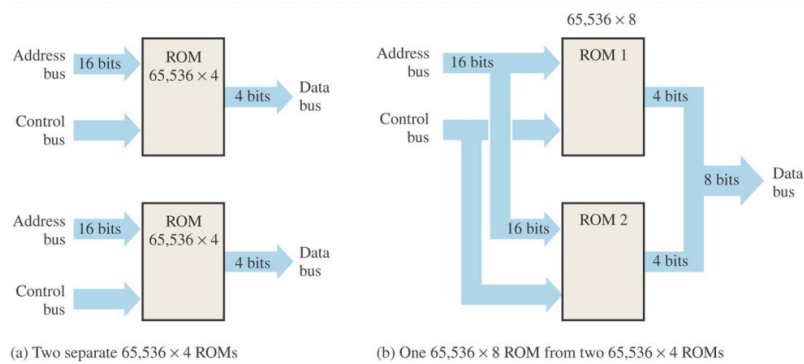 Address
bus
16 bits
ROM
65,536 × 4
4 bits
Data
bus
Control
bus
Address
bus
16 bits
ROM
65,536 × 4
4 bits
Data
bus
Control
bus
(a) Two separate 65,536 × 4 ROMs
65,536 × 8
Address
bus
16 bits
ROM 1
4 bits
Control
bus
8 bits
Data
bus
16 bits
ROM 2
4 bits
(b) One 65,536 × 8 ROM from two 65,536 × 4 ROMs